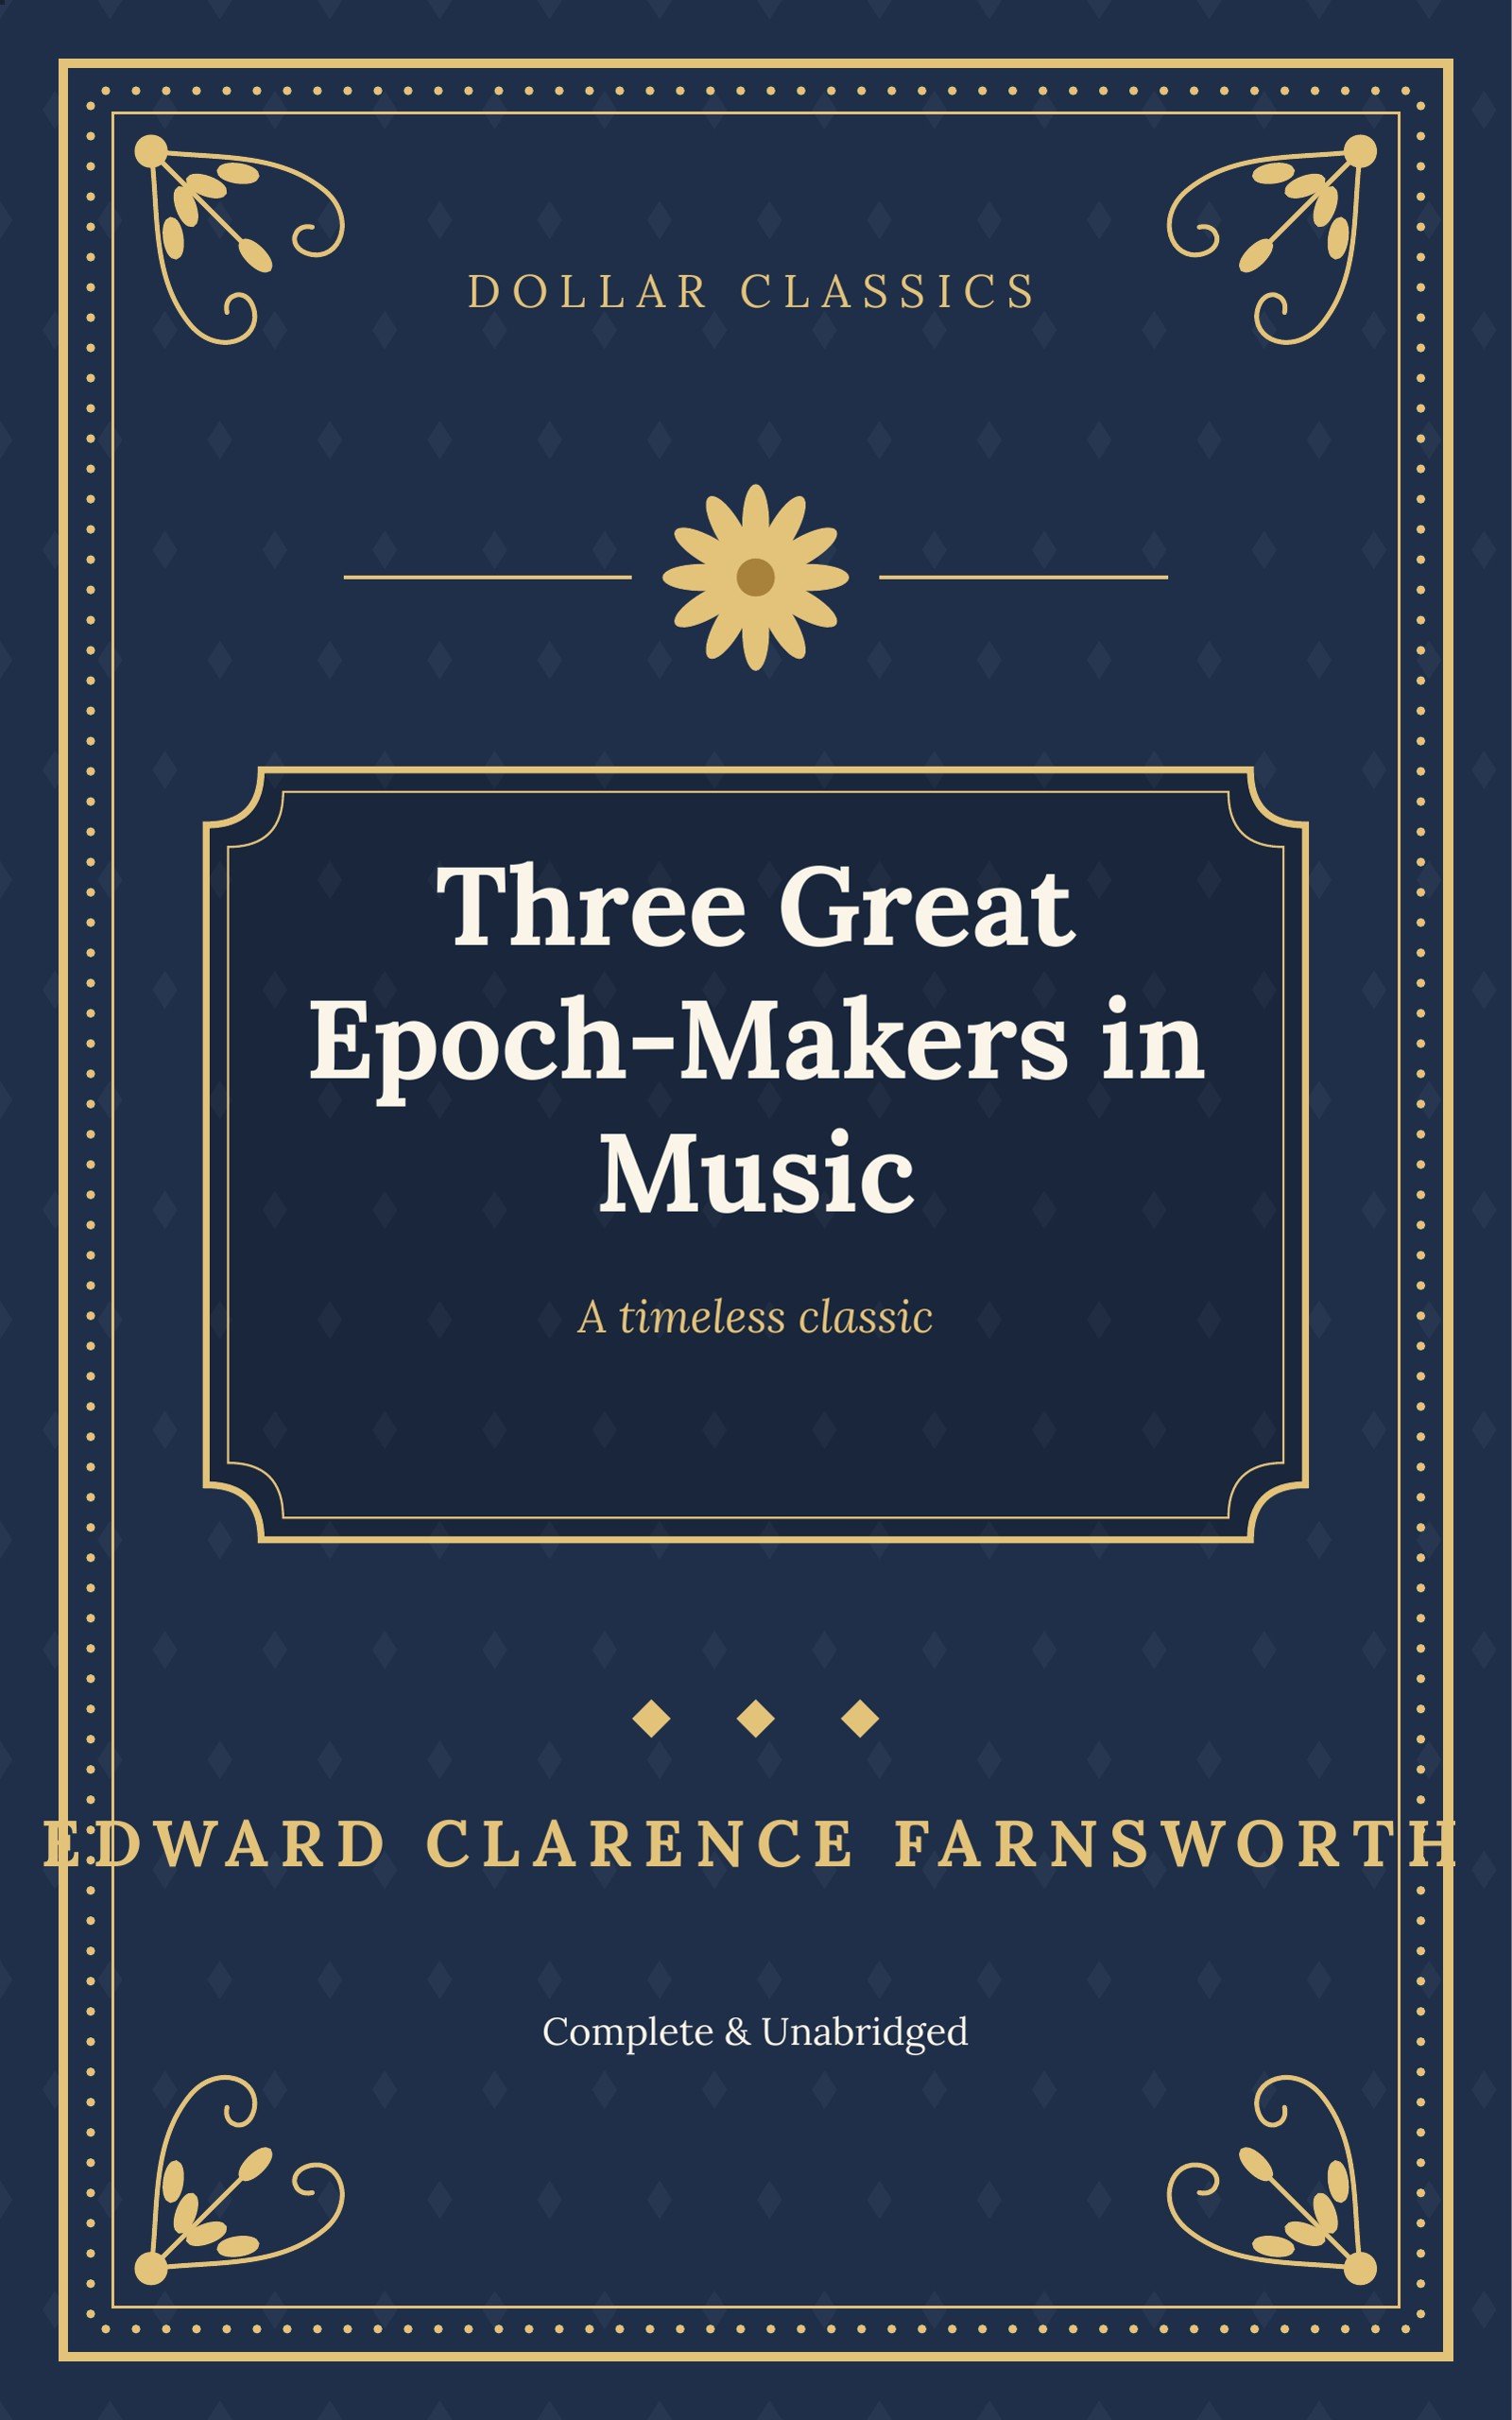 DOLLAR CLASSICS
Three Great
Epoch-Makers in
Music
A timeless classic
EDWARD CLARENCE FARNSWORTH
Complete & Unabridged